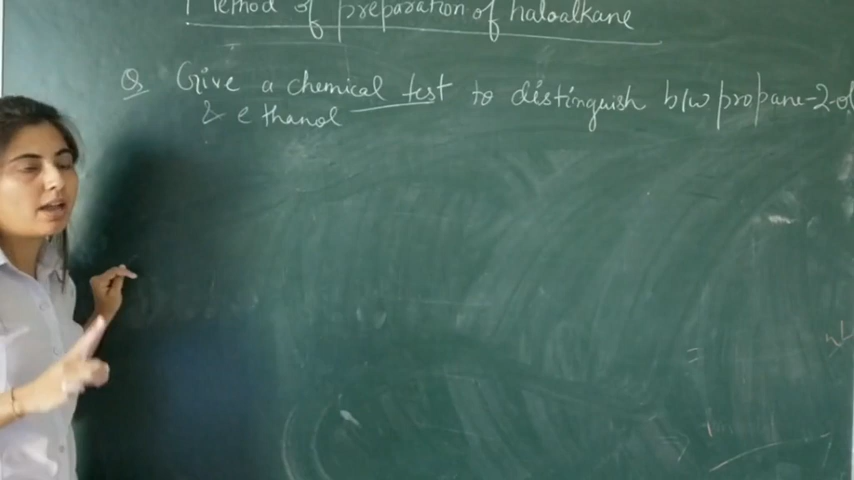 Method of preparation of haloalkane
Q Give a chemical test to distinguish b/w propane-2-ol
& ethanol